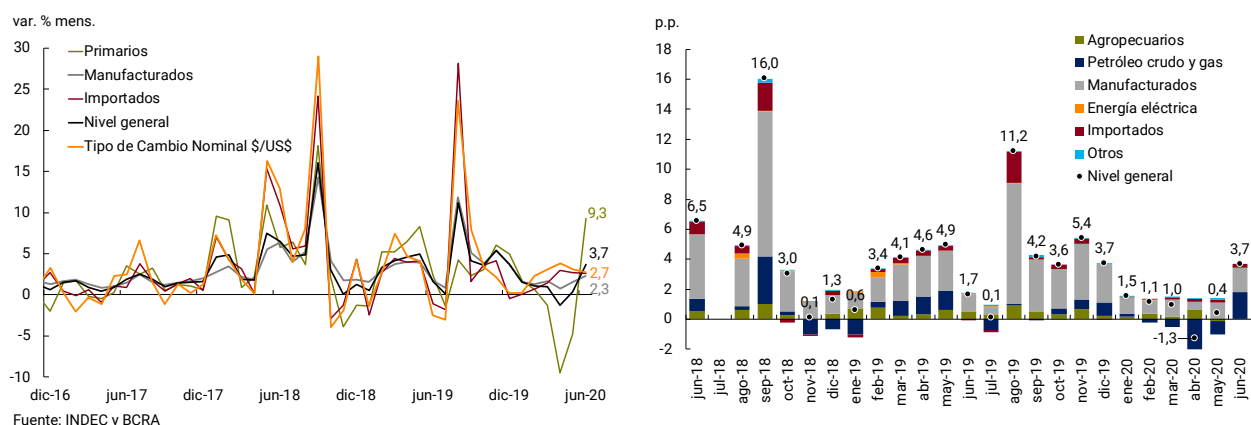 var. % mens.
30
25
20
15
10
5
0
-5
-10
Primarios
Manufacturados
Importados
Nivel general
Tipo de Cambio Nominal $/US$
9,3
3,7
2,7
2,3
dic-16
jun-17
dic-17
jun-18
dic-18
jun-19
dic-19
jun-20
Fuente: INDEC y BCRA
p.p.
18
16
14
12
10
8
6
4
2
0
-2
Agropecuarios
Petróleo crudo y gas
Manufacturados
Energía eléctrica
Importados
Otros
Nivel general
6,5
4,9
16,0
3,0
0,1
1,3
0,6
3,4
4,1
4,6
4,9
1,7
0,1
11,2
4,2
3,6
5,4
3,7
1,5
1,1
1,0
-1,3
0,4
3,7
jun-18
jul-18
ago-18
sep-18
oct-18
nov-18
dic-18
ene-19
feb-19
mar-19
abr-19
may-19
jun-19
jul-19
ago-19
sep-19
oct-19
nov-19
dic-19
ene-20
feb-20
mar-20
abr-20
may-20
jun-20